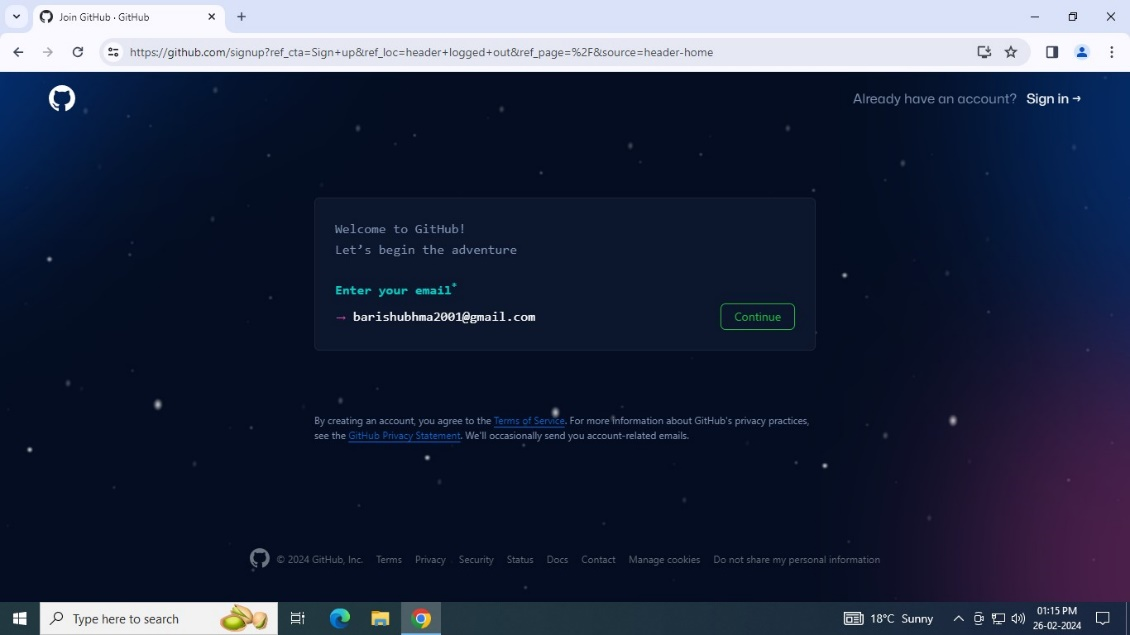 Join GitHub · GitHub
https://github.com/signup?ref_cta=Sign+up&ref_loc=header+logged+out&ref_page=%2F&source=header-home
Already have an account? Sign in →
Welcome to GitHub!
Let's begin the adventure
Enter your email*
→ barishubhma2001@gmail.com
Continue
By creating an account, you agree to the Terms of Service. For more information about GitHub's privacy practices,
see the GitHub Privacy Statement. We'll occasionally send you account-related emails.
© 2024 GitHub, Inc. Terms Privacy Security Status Docs Contact Manage cookies Do not share my personal information
Type here to search
18°C Sunny
01:15 PM
26-02-2024